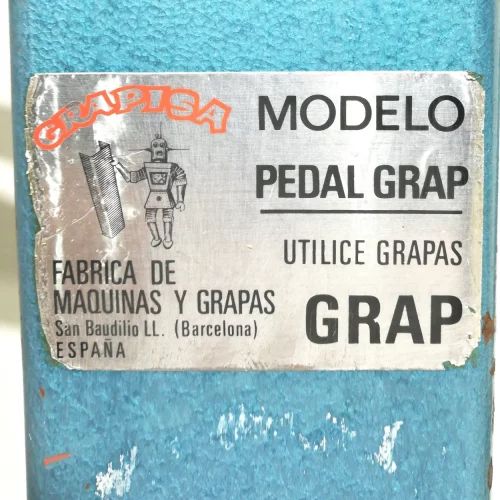 GRAPISA
FABRICA DE
MAQUINAS Y GRAPAS
San Baudilio LL. (Barcelona)
ESPAÑA
MODELO
PEDAL GRAP
UTILICE GRAPAS
GRAP